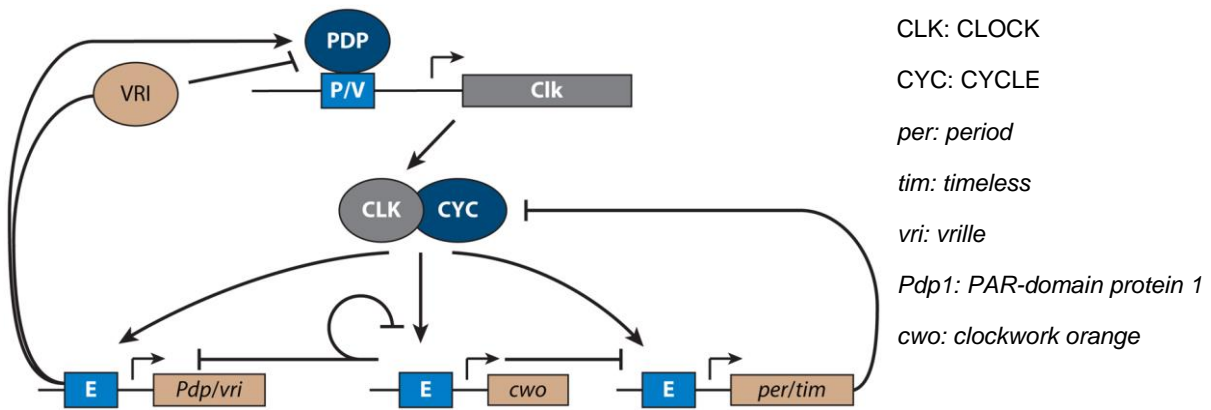 PDP
VRI
P/V
Clk
CLK
CYC
E
Pdp/vri
E
cwo
E
per/tim
CLK: CLOCK
CYC: CYCLE
per: period
tim: timeless
vri: vrille
Pdp1: PAR-domain protein 1
cwo: clockwork orange